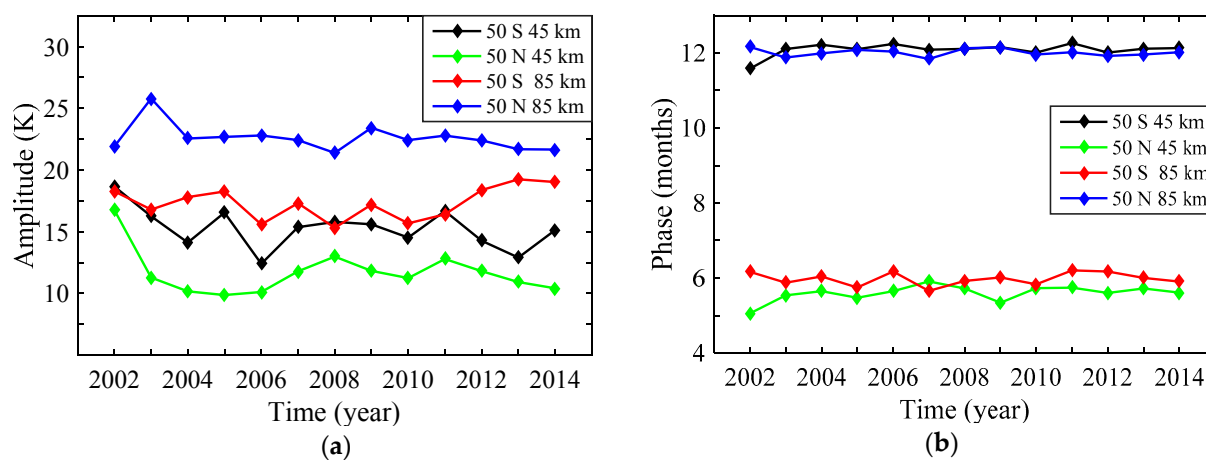 30
25
20
15
10
Amplitude (K)
50 S 45 km
50 N 45 km
50 S 85 km
50 N 85 km
2002 2004 2006 2008 2010 2012 2014
Time (year)
(a)
12
10
8
6
4
Phase (months)
50 S 45 km
50 N 45 km
50 S 85 km
50 N 85 km
2002 2004 2006 2008 2010 2012 2014
Time (year)
(b)